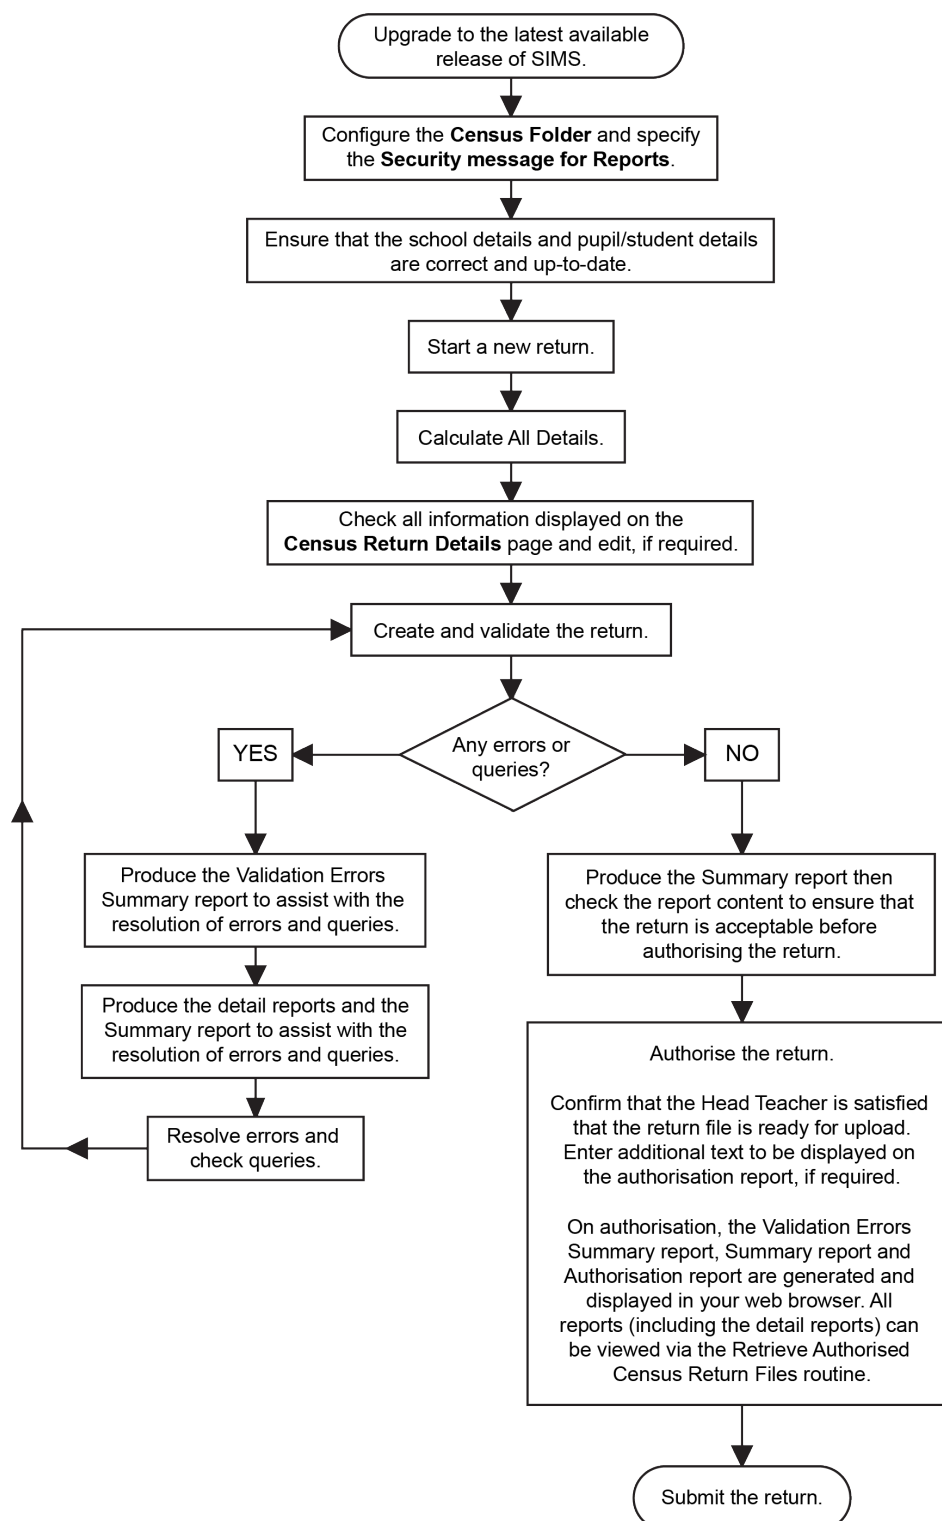 Upgrade to the latest available
release of SIMS.
Configure the Census Folder and specify
the Security message for Reports.
Ensure that the school details and pupil/student details
are correct and up-to-date.
Start a new return.
Calculate All Details.
Check all information displayed on the
Census Return Details page and edit, if required.
Create and validate the return.
Any errors or
queries?
YES
NO
Produce the Validation Errors
Summary report to assist with the
resolution of errors and queries.
Produce the detail reports and the
Summary report to assist with the
resolution of errors and queries.
Resolve errors and
check queries.
Produce the Summary report then
check the report content to ensure that
the return is acceptable before
authorising the return.
Authorise the return.
Confirm that the Head Teacher is satisfied
that the return file is ready for upload.
Enter additional text to be displayed on
the authorisation report, if required.
On authorisation, the Validation Errors
Summary report, Summary report and
Authorisation report are generated and
displayed in your web browser. All
reports (including the detail reports) can
be viewed via the Retrieve Authorised
Census Return Files routine.
Submit the return.